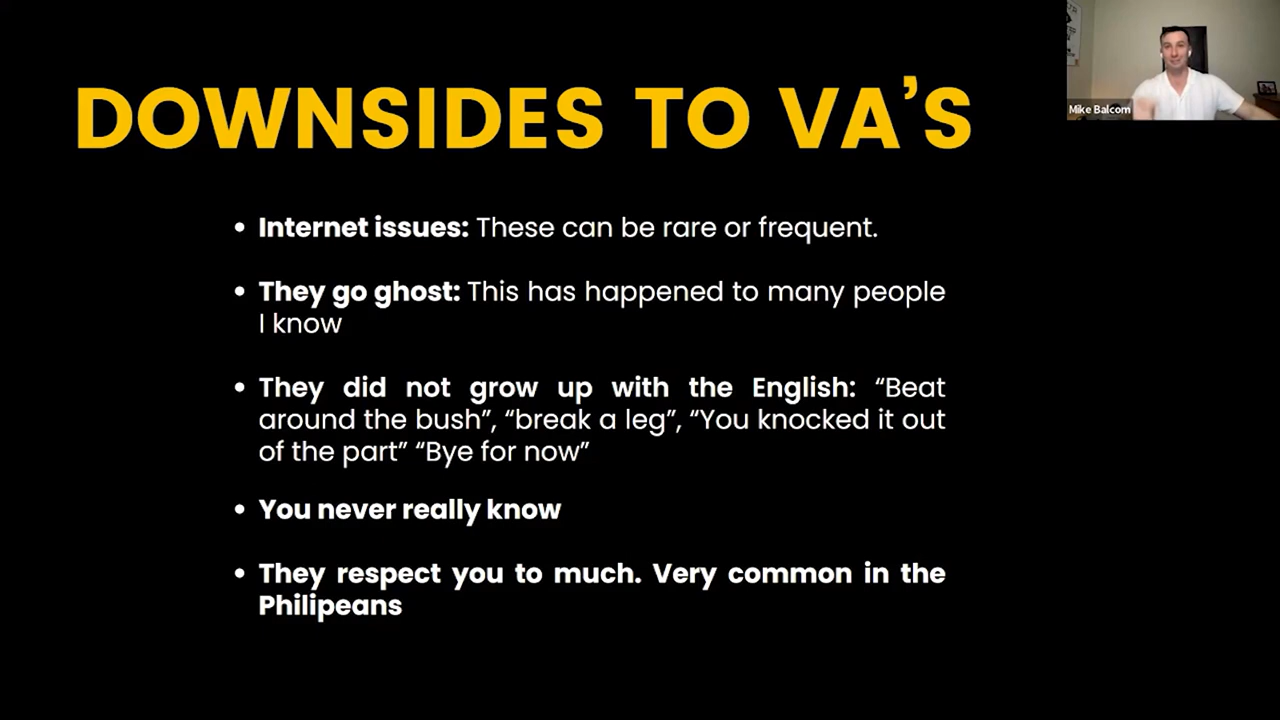 DOWNSIDES TO VA’S
Mike Balcom
• Internet issues: These can be rare or frequent.
• They go ghost: This has happened to many people
I know
• They did not grow up with the English: “Beat
around the bush”, “break a leg”, “You knocked it out
of the part” “Bye for now”
• You never really know
• They respect you to much. Very common in the
Philipeans